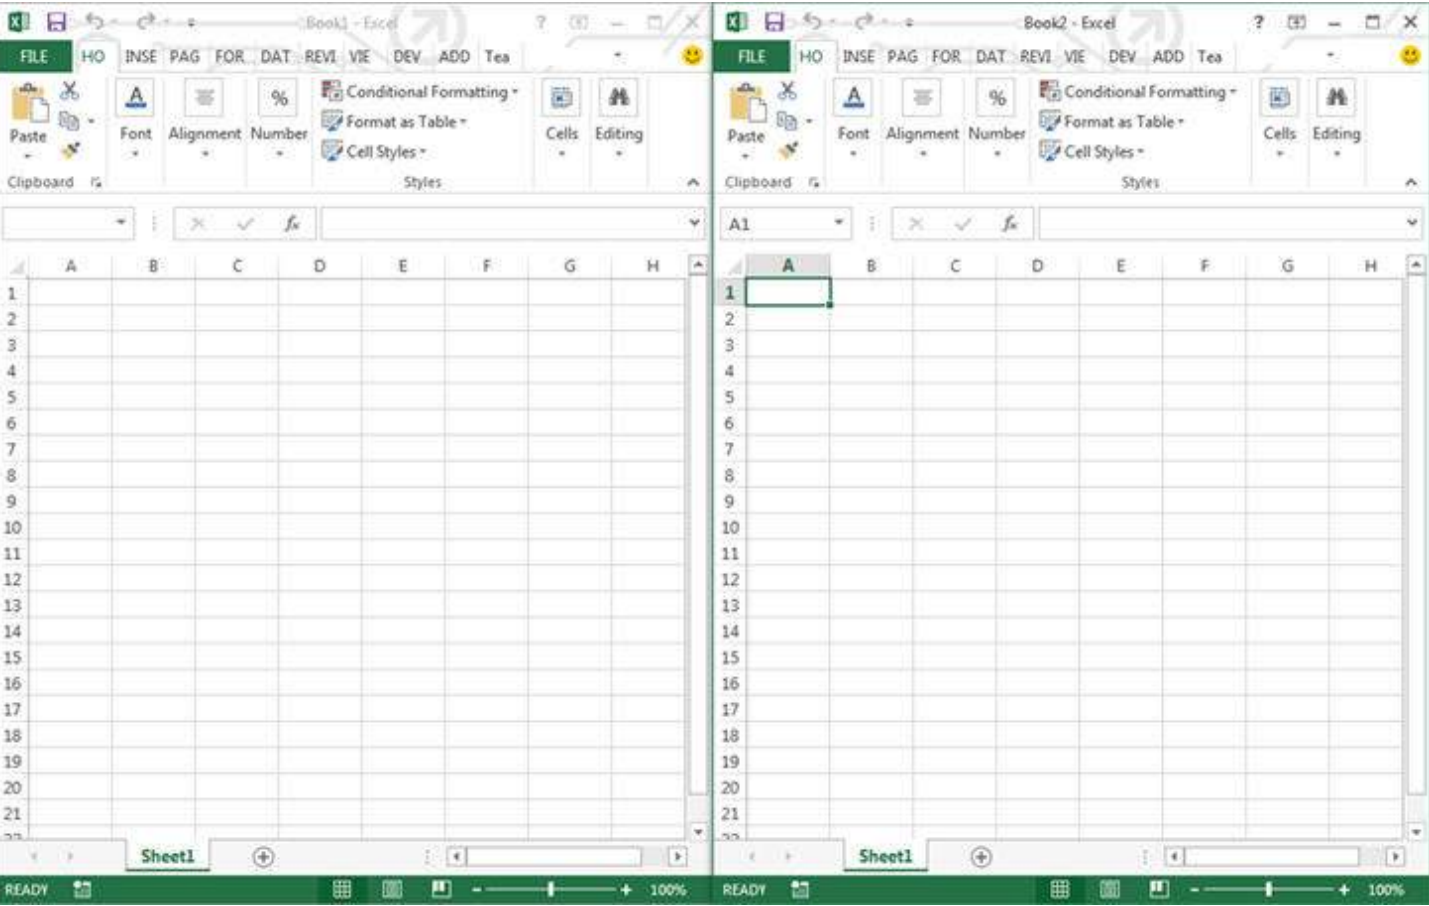 Book1 - Excel ?
FILE HO INSE PAG FOR DAT REVI VIE DEV ADD Tea
Paste Font Alignment Number Conditional Formatting Cells Editing
% Format as Table
Cell Styles
Clipboard Styles
fx
A B C D E F G H
1
2
3
4
5
6
7
8
9
10
11
12
13
14
15
16
17
18
19
20
21
22
Sheet1
READY 100%
Book2 - Excel ?
FILE HO INSE PAG FOR DAT REVI VIE DEV ADD Tea
Paste Font Alignment Number Conditional Formatting Cells Editing
% Format as Table
Cell Styles
Clipboard Styles
A1 fx
A B C D E F G H
1
2
3
4
5
6
7
8
9
10
11
12
13
14
15
16
17
18
19
20
21
22
Sheet1
READY 100%